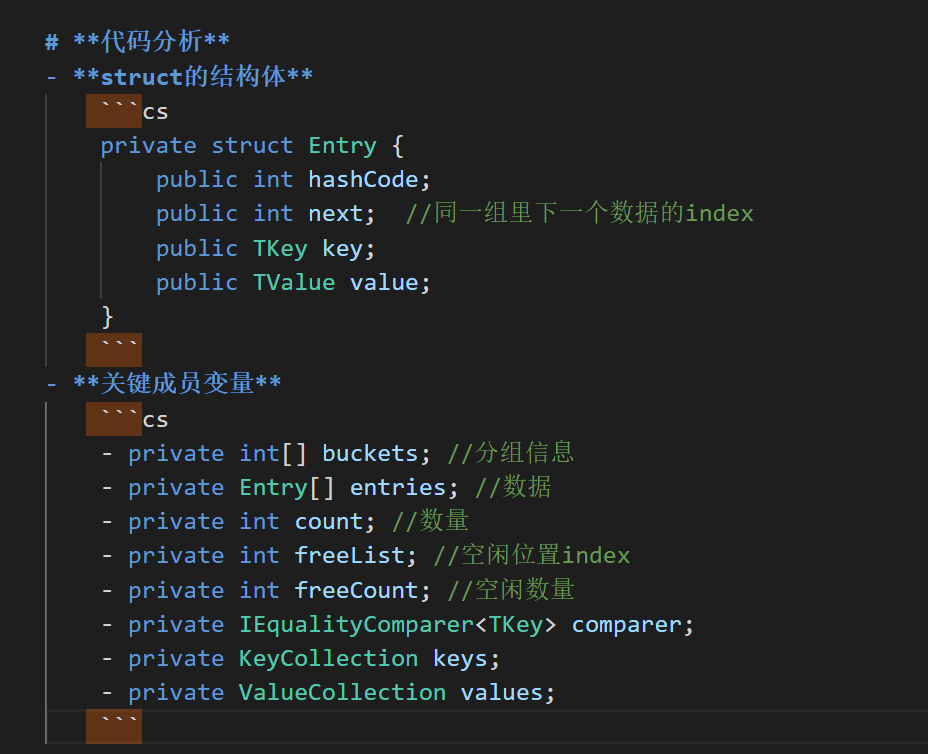 # **代码分析**
- **struct的结构体**
```cs
private struct Entry {
public int hashCode;
public int next;  //同一组里下一个数据的index
public TKey key;
public TValue value;
}
```
- **关键成员变量**
```cs
- private int[] buckets; //分组信息
- private Entry[] entries; //数据
- private int count; //数量
- private int freeList; //空闲位置index
- private int freeCount; //空闲数量
- private IEqualityComparer<TKey> comparer;
- private KeyCollection keys;
- private ValueCollection values;
```